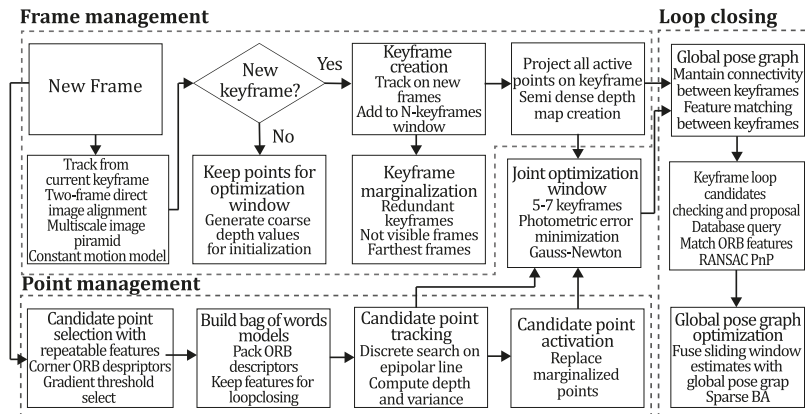 Frame management
Loop closing
New Frame
New
keyframe?
Yes
No
Keyframe
creation
Track on new
frames
Add to N-keyframes
window
Project all active
points on keyframe
Semi dense depth
map creation
Global pose graph
Mantain connectivity
between keyframes
Feature matching
between keyframes
Track from
current keyframe
Two-frame direct
image alignment
Multiscale image
piramid
Constant motion model
Keep points for
optimization
window
Generate coarse
depth values
for initialization
Keyframe
marginalization
Redundant
keyframes
Not visible frames
Farthest frames
Joint optimization
window
5-7 keyframes
Photometric error
minimization
Gauss-Newton
Keyframe loop
candidates
checking and proposal
Database query
Match ORB features
RANSAC PnP
Point management
Candidate point
selection with
repeatable features
Corner ORB despriptors
Gradient threshold
select
Build bag of words
models
Pack ORB
descriptors
Keep features for
loopclosing
Candidate point
tracking
Discrete search on
epipolar line
Compute depth
and variance
Candidate point
activation
Replace
marginalized
points
Global pose graph
optimization
Fuse sliding window
estimates with
global pose grap
Sparse BA